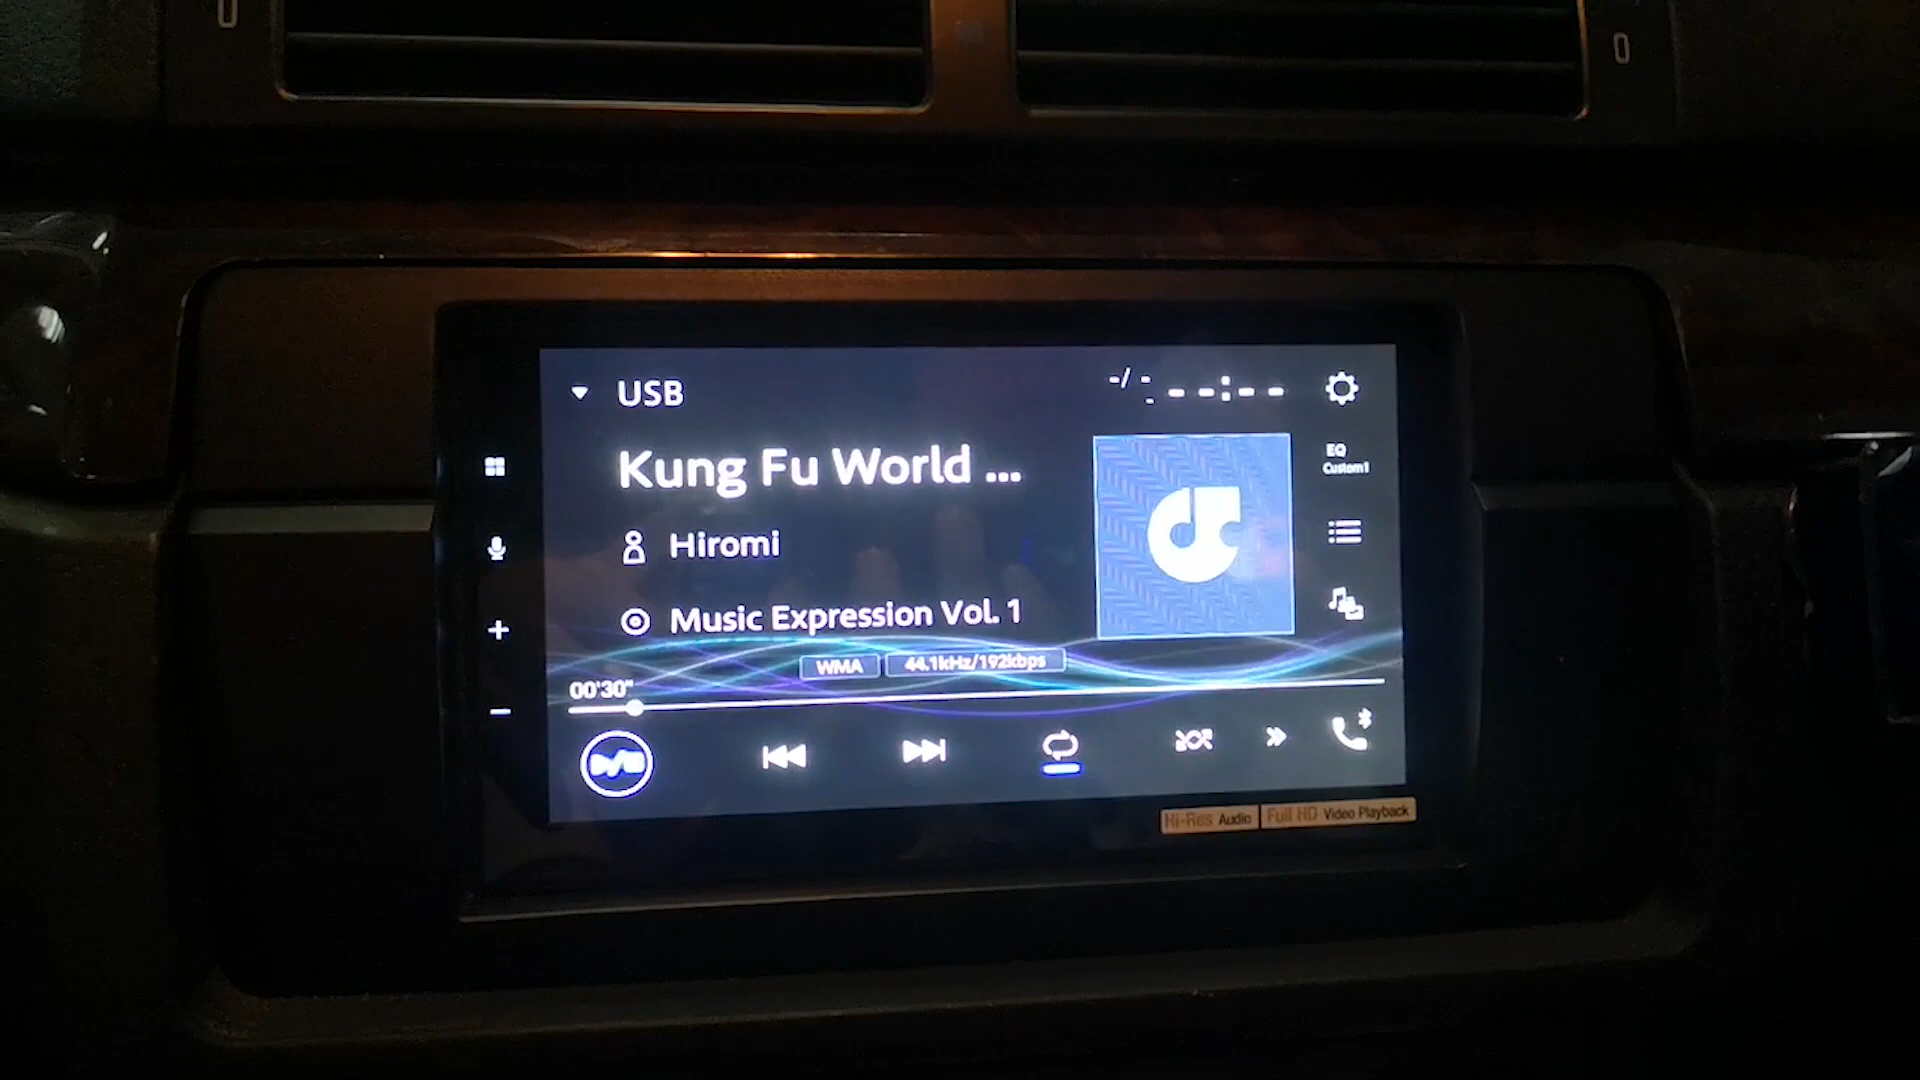 USB
-/ - - -:- -
Kung Fu World ...
EQ
Custom1
Hiromi
Music Expression Vol. 1
WMA 44.1kHz/192kbps
00'30"
Hi-Res Audio Full HD Video Playback